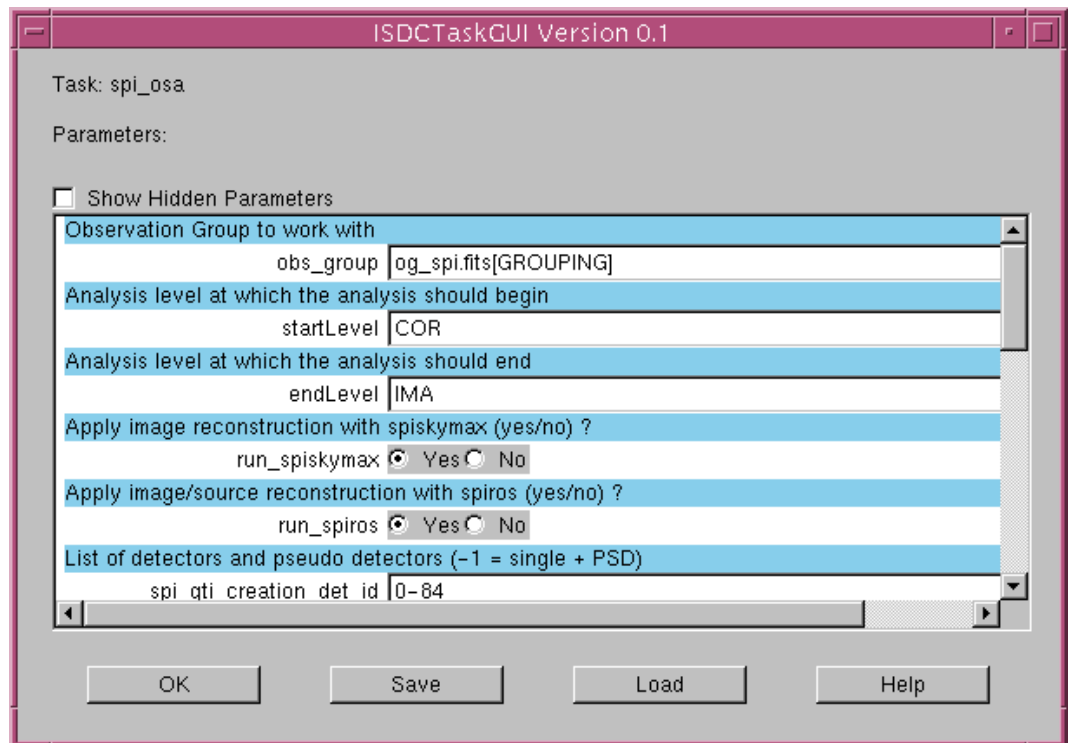 ISDCTaskGUI Version 0.1
Task: spi_osa
Parameters:
Show Hidden Parameters
Observation Group to work with
obs_group og_spi.fits[GROUPING]
Analysis level at which the analysis should begin
startLevel COR
Analysis level at which the analysis should end
endLevel IMA
Apply image reconstruction with spiskymax (yes/no) ?
run_spiskymax Yes No
Apply image/source reconstruction with spiros (yes/no) ?
run_spiros Yes No
List of detectors and pseudo detectors (-1 = single + PSD)
spi_gti_creation_det_id 0-84
OK Save Load Help